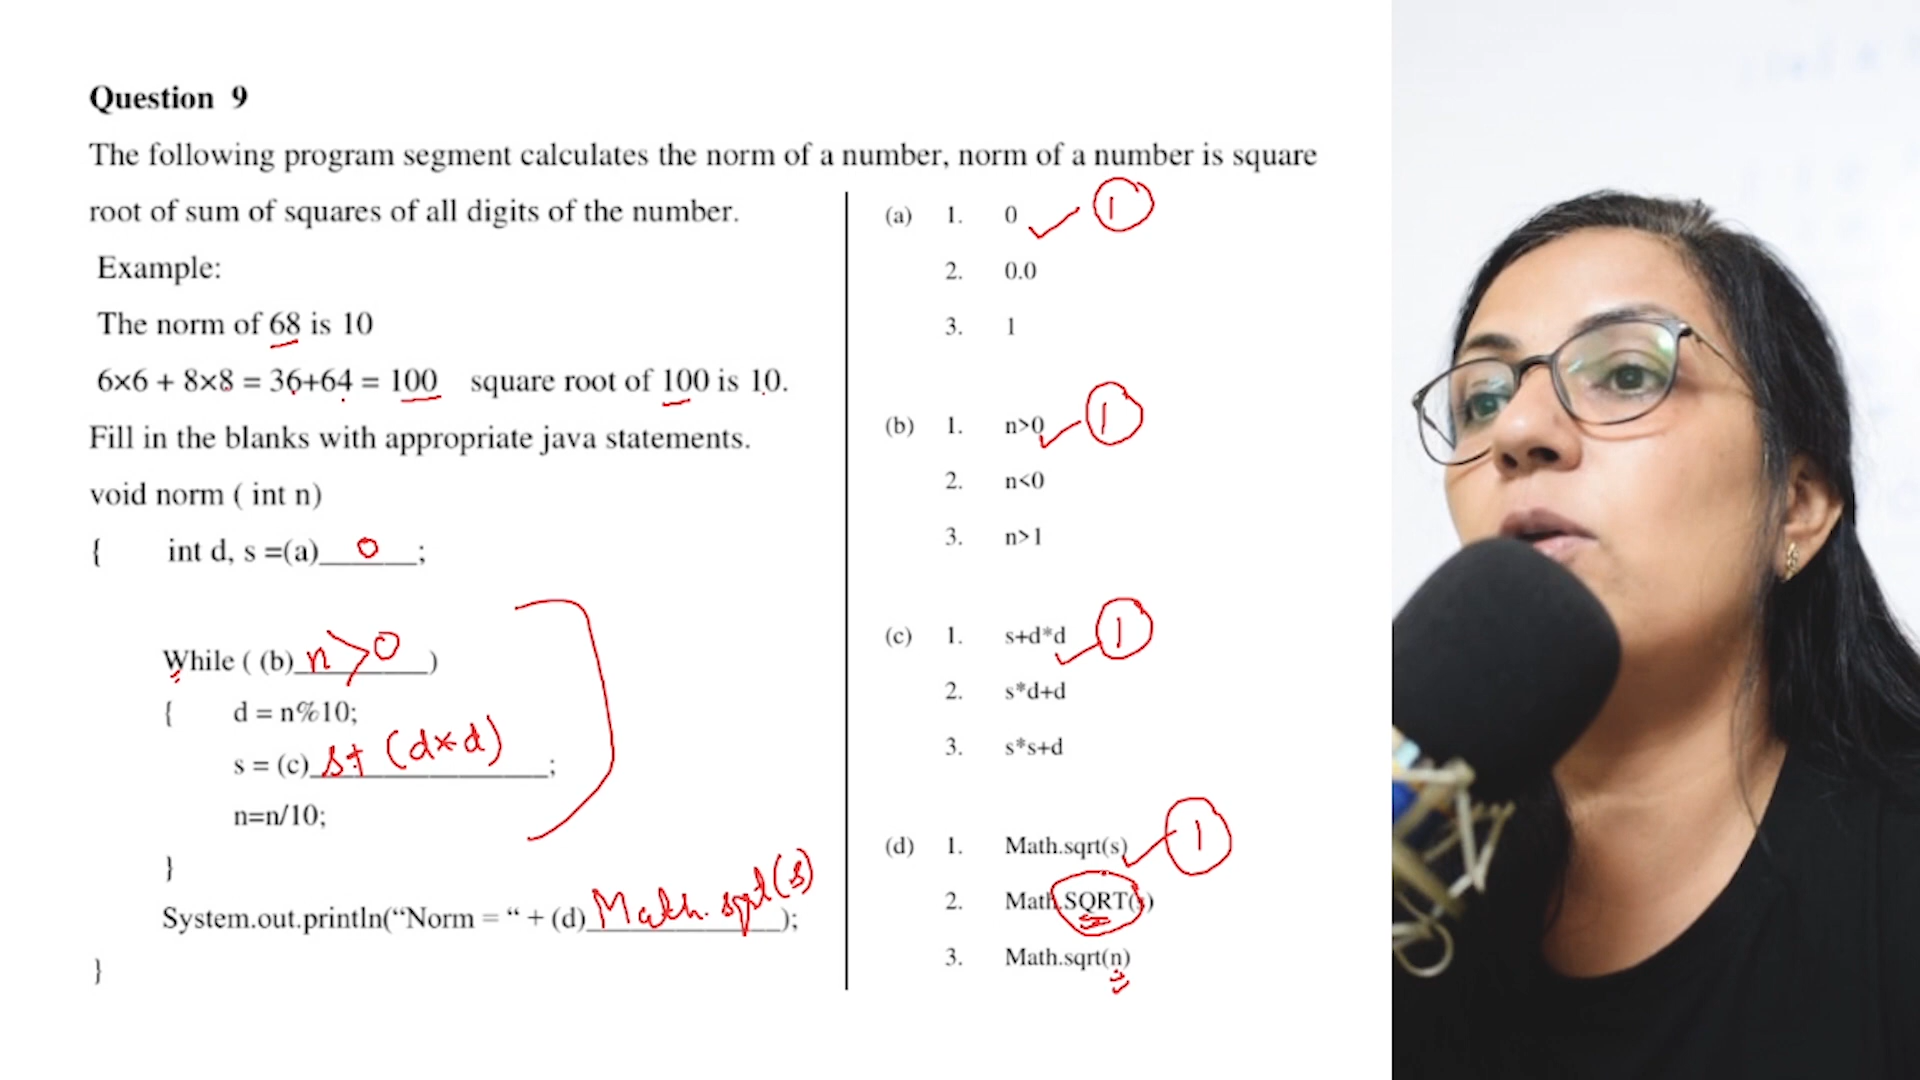 Question 9
The following program segment calculates the norm of a number, norm of a number is square
root of sum of squares of all digits of the number.
Example:
The norm of 68 is 10
6×6 + 8×8 = 36+64 = 100 square root of 100 is 10.
Fill in the blanks with appropriate java statements.
void norm ( int n)
{ int d, s =(a) 0 ;
While ( (b) n>0 )
{ d = n%10;
s = (c) s+ (d×d) ;
n=n/10;
}
System.out.println(“Norm = “ + (d) Math.sqrt(s) );
}
(a) 1. 0 1
2. 0.0
3. 1
(b) 1. n>0 1
2. n<0
3. n>1
(c) 1. s+d*d 1
2. s*d+d
3. s*s+d
(d) 1. Math.sqrt(s) 1
2. Math.SQRT(s)
3. Math.sqrt(n)